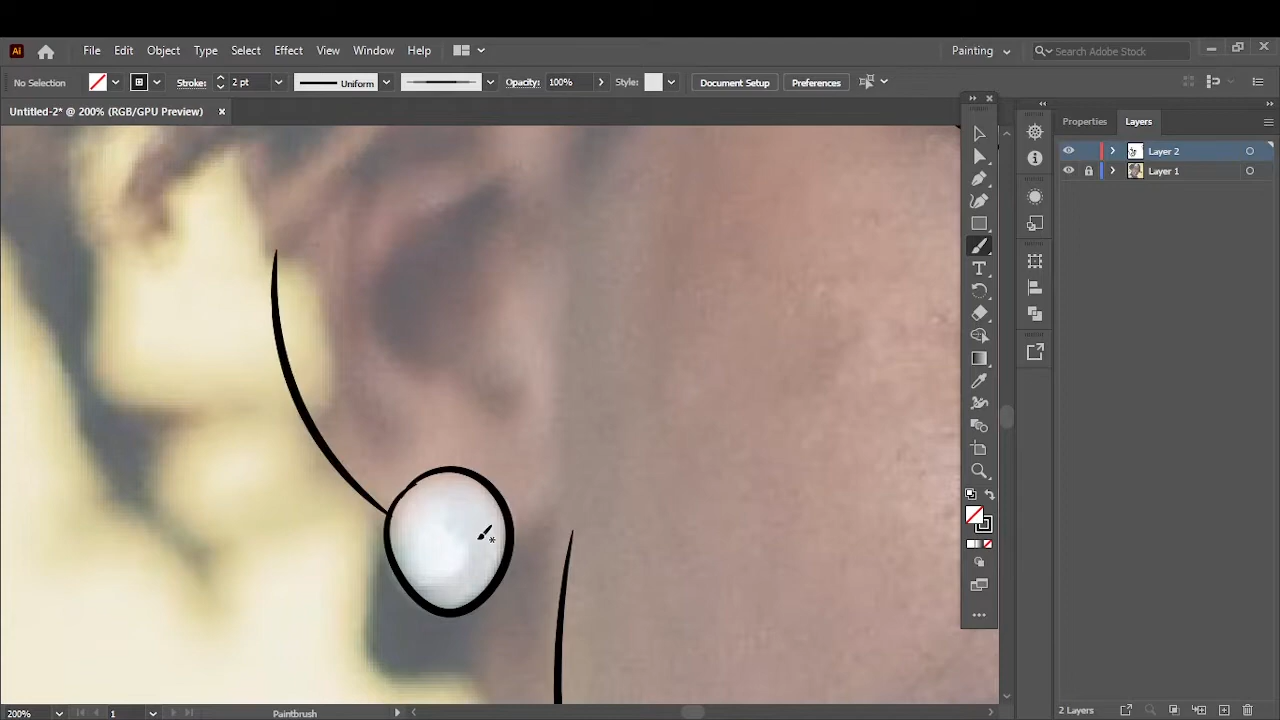 Ai File Edit Object Type Select Effect View Window Help Painting Search Adobe Stock
No Selection Stroke: 2 pt Uniform Opacity: 100% Style: Document Setup Preferences
Untitled-2* @ 200% (RGB/GPU Preview) ×
Properties Layers
Layer 2
Layer 1
T
2 Layers
200% 1 Paintbrush